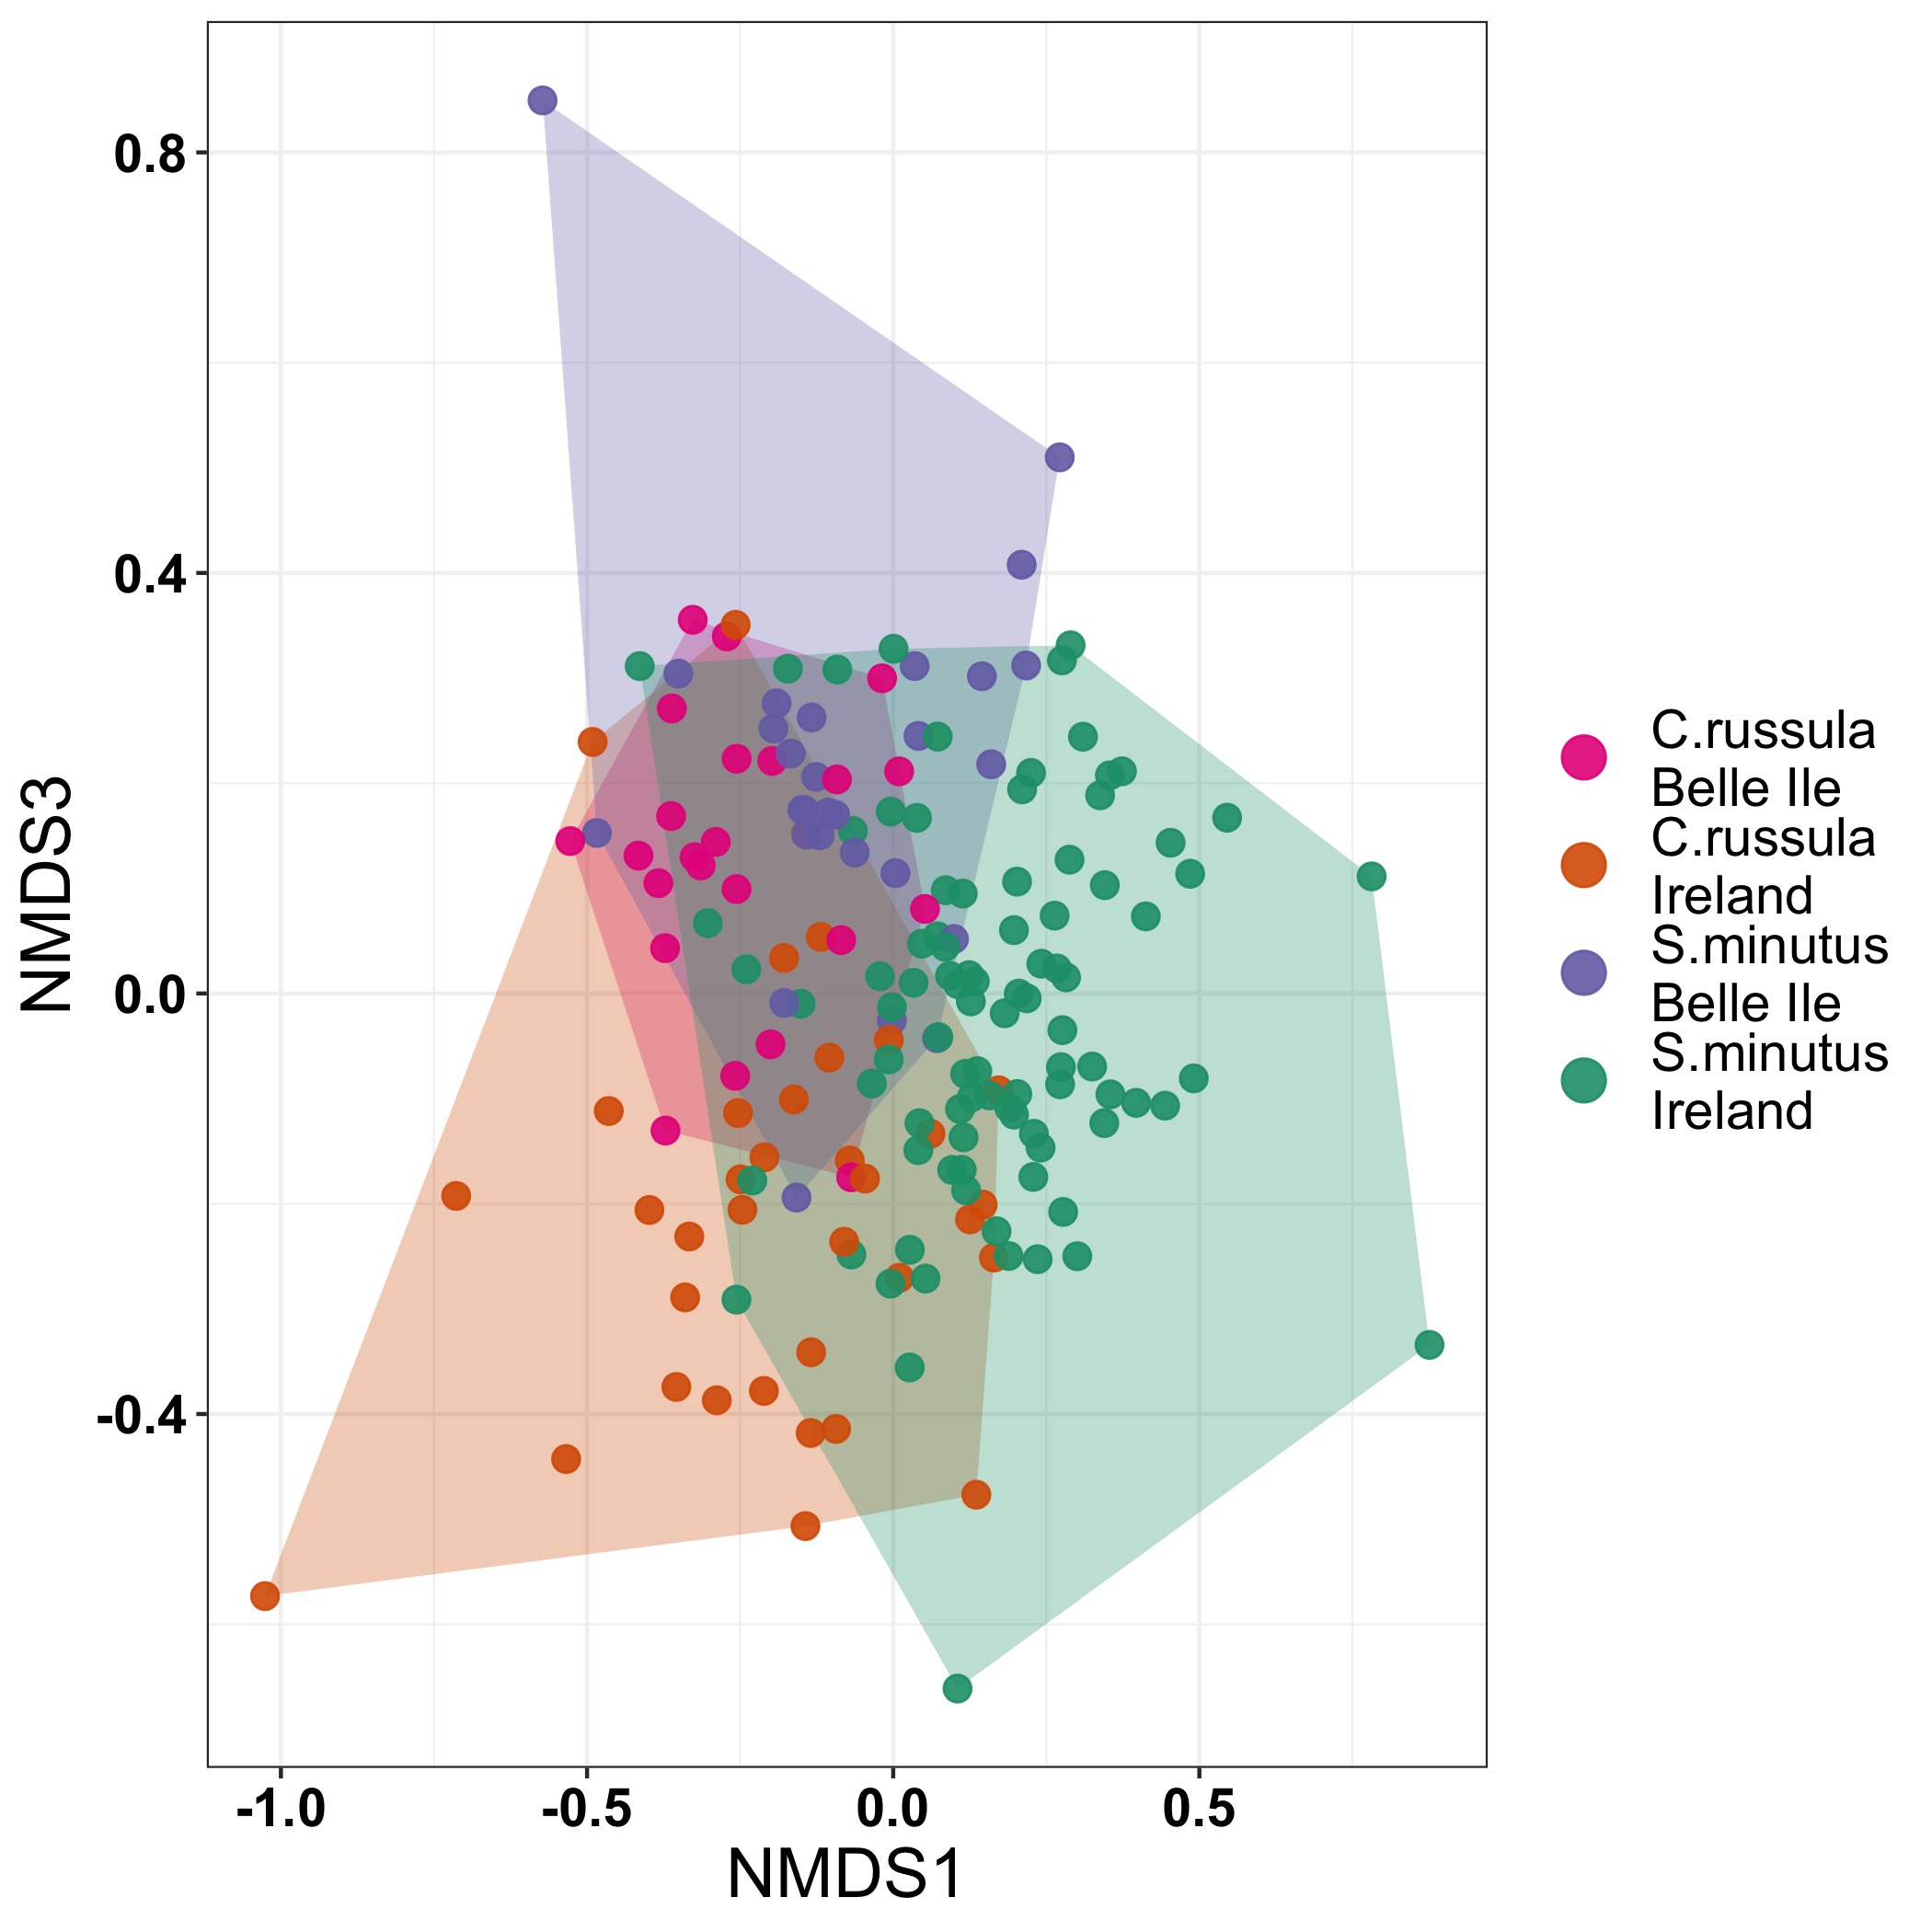 0.8
0.4
0.0
-0.4
NMDS3
-1.0
-0.5
0.0
0.5
NMDS1
C.russula
Belle Ile
C.russula
Ireland
S.minutus
Belle Ile
S.minutus
Ireland